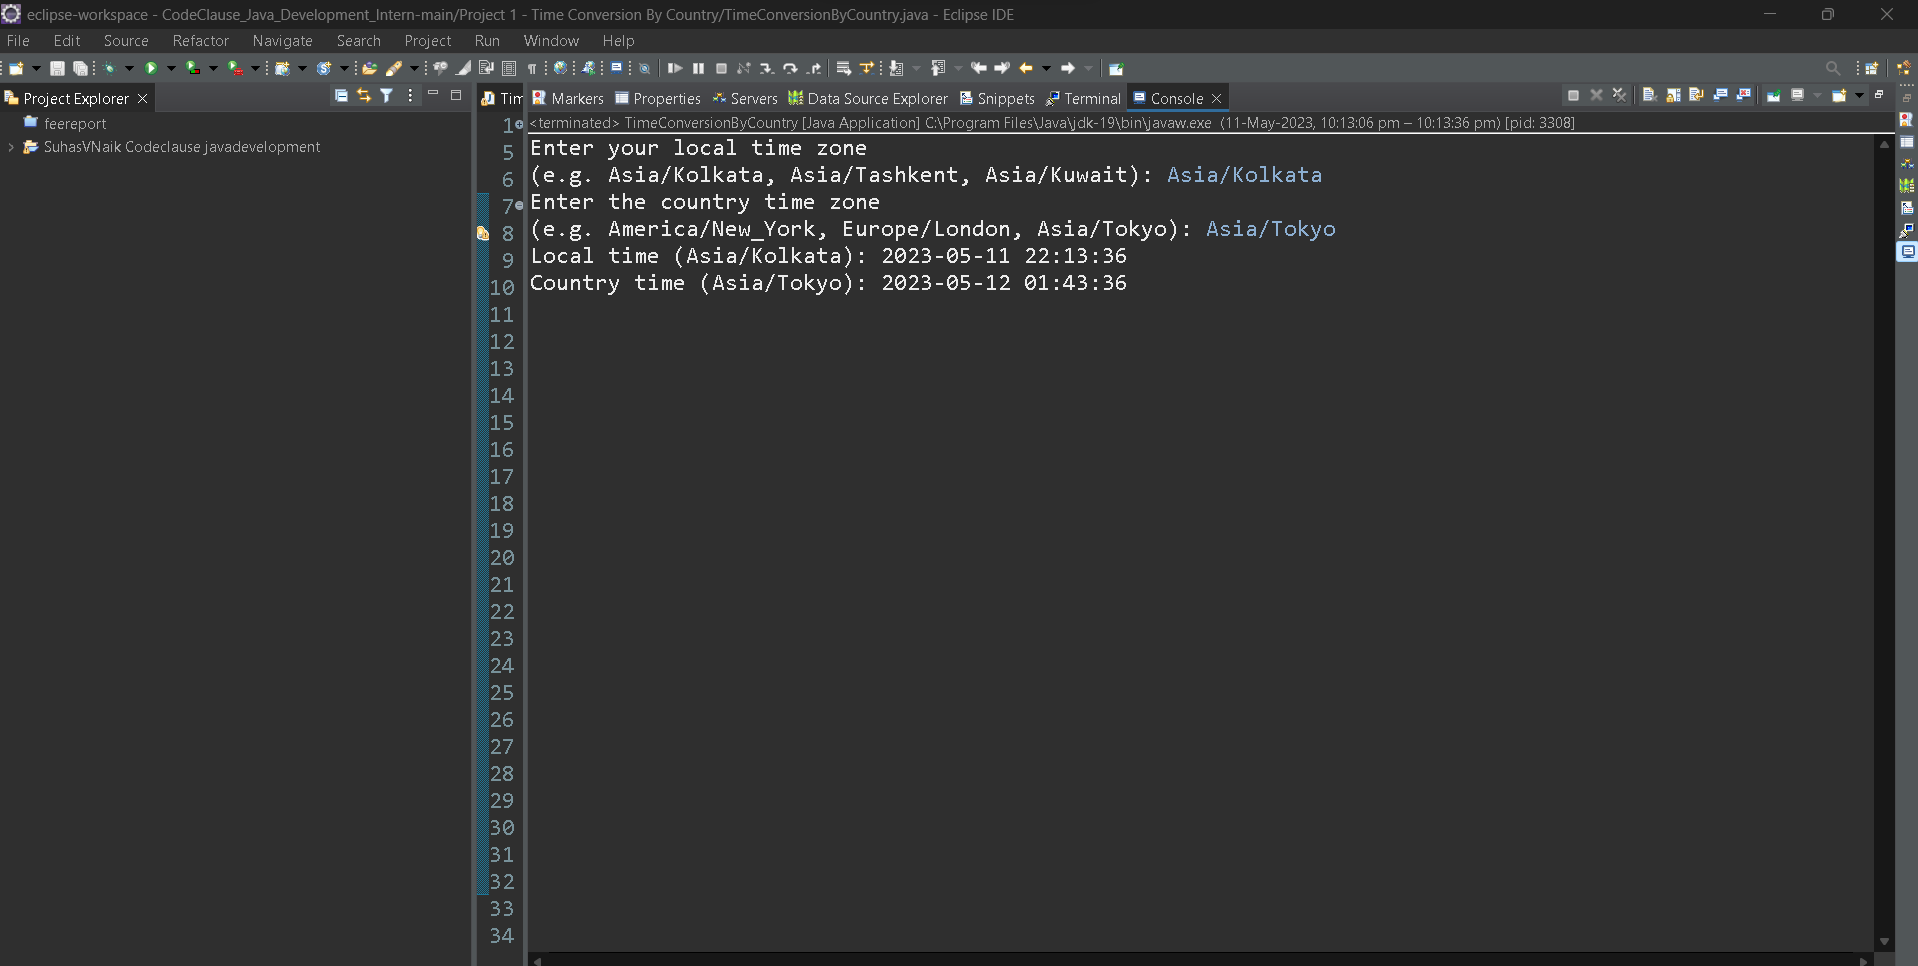 eclipse-workspace - CodeClause_Java_Development_Intern-main/Project 1 - Time Conversion By Country/TimeConversionByCountry.java - Eclipse IDE
File Edit Source Refactor Navigate Search Project Run Window Help
Project Explorer
feereport
SuhasVNaik Codeclause javadevelopment
Tim Markers Properties Servers Data Source Explorer Snippets Terminal Console
<terminated> TimeConversionByCountry [Java Application] C:\Program Files\Java\jdk-19\bin\javaw.exe (11-May-2023, 10:13:06 pm – 10:13:36 pm) [pid: 3308]
1
5 Enter your local time zone
6 (e.g. Asia/Kolkata, Asia/Tashkent, Asia/Kuwait): Asia/Kolkata
7 Enter the country time zone
8 (e.g. America/New_York, Europe/London, Asia/Tokyo): Asia/Tokyo
9 Local time (Asia/Kolkata): 2023-05-11 22:13:36
10 Country time (Asia/Tokyo): 2023-05-12 01:43:36
11
12
13
14
15
16
17
18
19
20
21
22
23
24
25
26
27
28
29
30
31
32
33
34